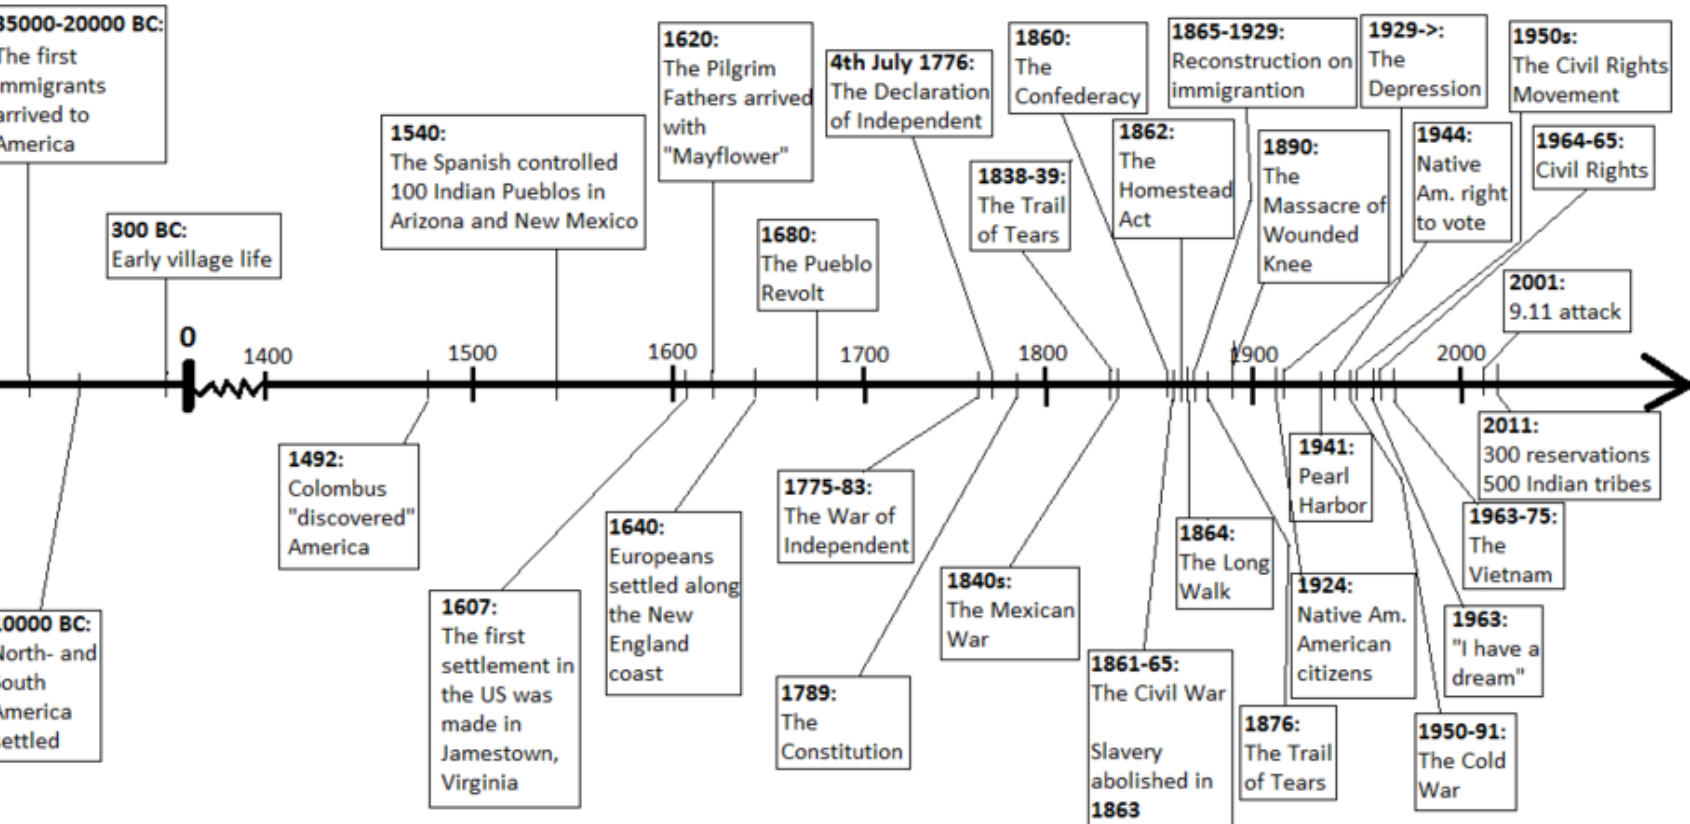 35000-20000 BC:
The first
immigrants
arrived to
America
300 BC:
Early village life
1540:
The Spanish controlled
100 Indian Pueblos in
Arizona and New Mexico
1620:
The Pilgrim
Fathers arrived
with
"Mayflower"
1680:
The Pueblo
Revolt
4th July 1776:
The Declaration
of Independent
1838-39:
The Trail
of Tears
1860:
The
Confederacy
1862:
The
Homestead
Act
1865-1929:
Reconstruction on
immigrantion
1890:
The
Massacre of
Wounded
Knee
1929->:
The
Depression
1944:
Native
Am. right
to vote
1950s:
The Civil Rights
Movement
1964-65:
Civil Rights
2001:
9.11 attack
0
1400
1500
1600
1700
1800
1900
2000
10000 BC:
North- and
South
America
settled
1492:
Colombus
"discovered"
America
1607:
The first
settlement in
the US was
made in
Jamestown,
Virginia
1640:
Europeans
settled along
the New
England
coast
1775-83:
The War of
Independent
1789:
The
Constitution
1840s:
The Mexican
War
1861-65:
The Civil War
Slavery
abolished in
1863
1864:
The Long
Walk
1876:
The Trail
of Tears
1924:
Native Am.
American
citizens
1941:
Pearl
Harbor
1950-91:
The Cold
War
1963:
"I have a
dream"
1963-75:
The
Vietnam
2011:
300 reservations
500 Indian tribes